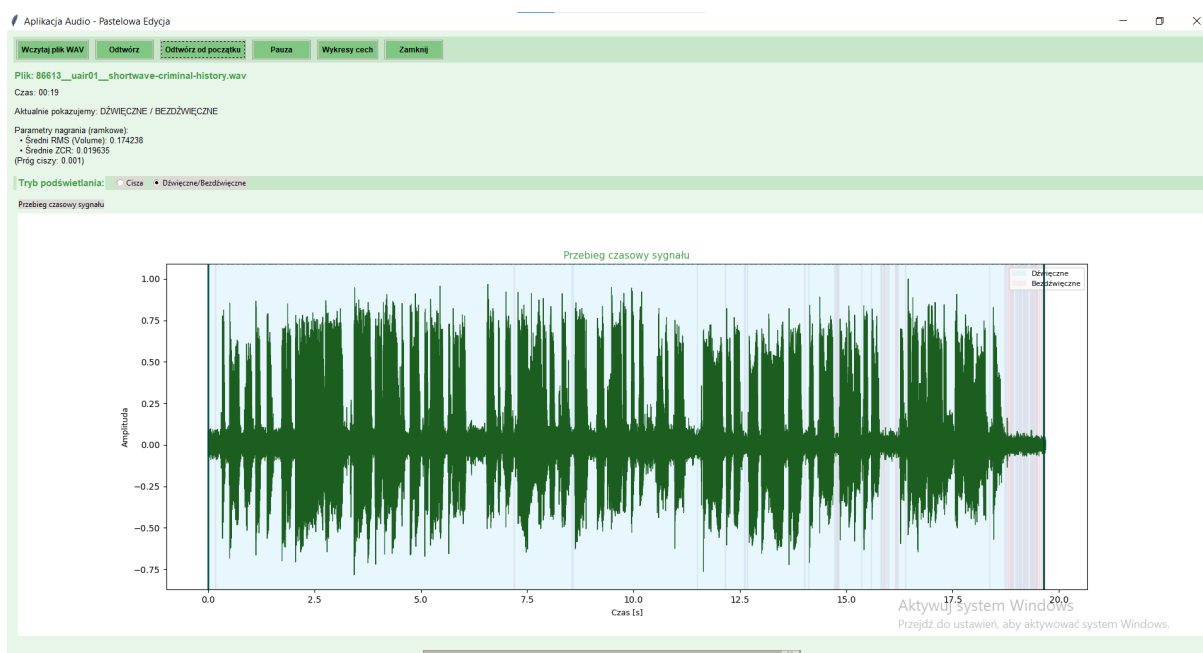 Aplikacja Audio - Pastelowa Edycja
Wczytaj plik WAV Odtwórz Odtwórz od początku Pauza Wykresy cech Zamknij
Plik: 86613__uair01__shortwave-criminal-history.wav
Czas: 00:19
Aktualnie pokazujemy: DŹWIĘCZNE / BEZDŹWIĘCZNE
Parametry nagrania (ramkowe):
• Średni RMS (Volume): 0.174238
• Średnie ZCR: 0.019635
(Próg ciszy: 0.001)
Tryb podświetlania: Cisza Dźwięczne/Bezdźwięczne
Przebieg czasowy sygnału
Przebieg czasowy sygnału
Dźwięczne
Bezdźwięczne
1.00
0.75
0.50
0.25
0.00
−0.25
−0.50
−0.75
Amplituda
0.0 2.5 5.0 7.5 10.0 12.5 15.0 17.5 20.0
Czas [s]
Aktywuj system Windows
Przejdź do ustawień, aby aktywować system Windows.